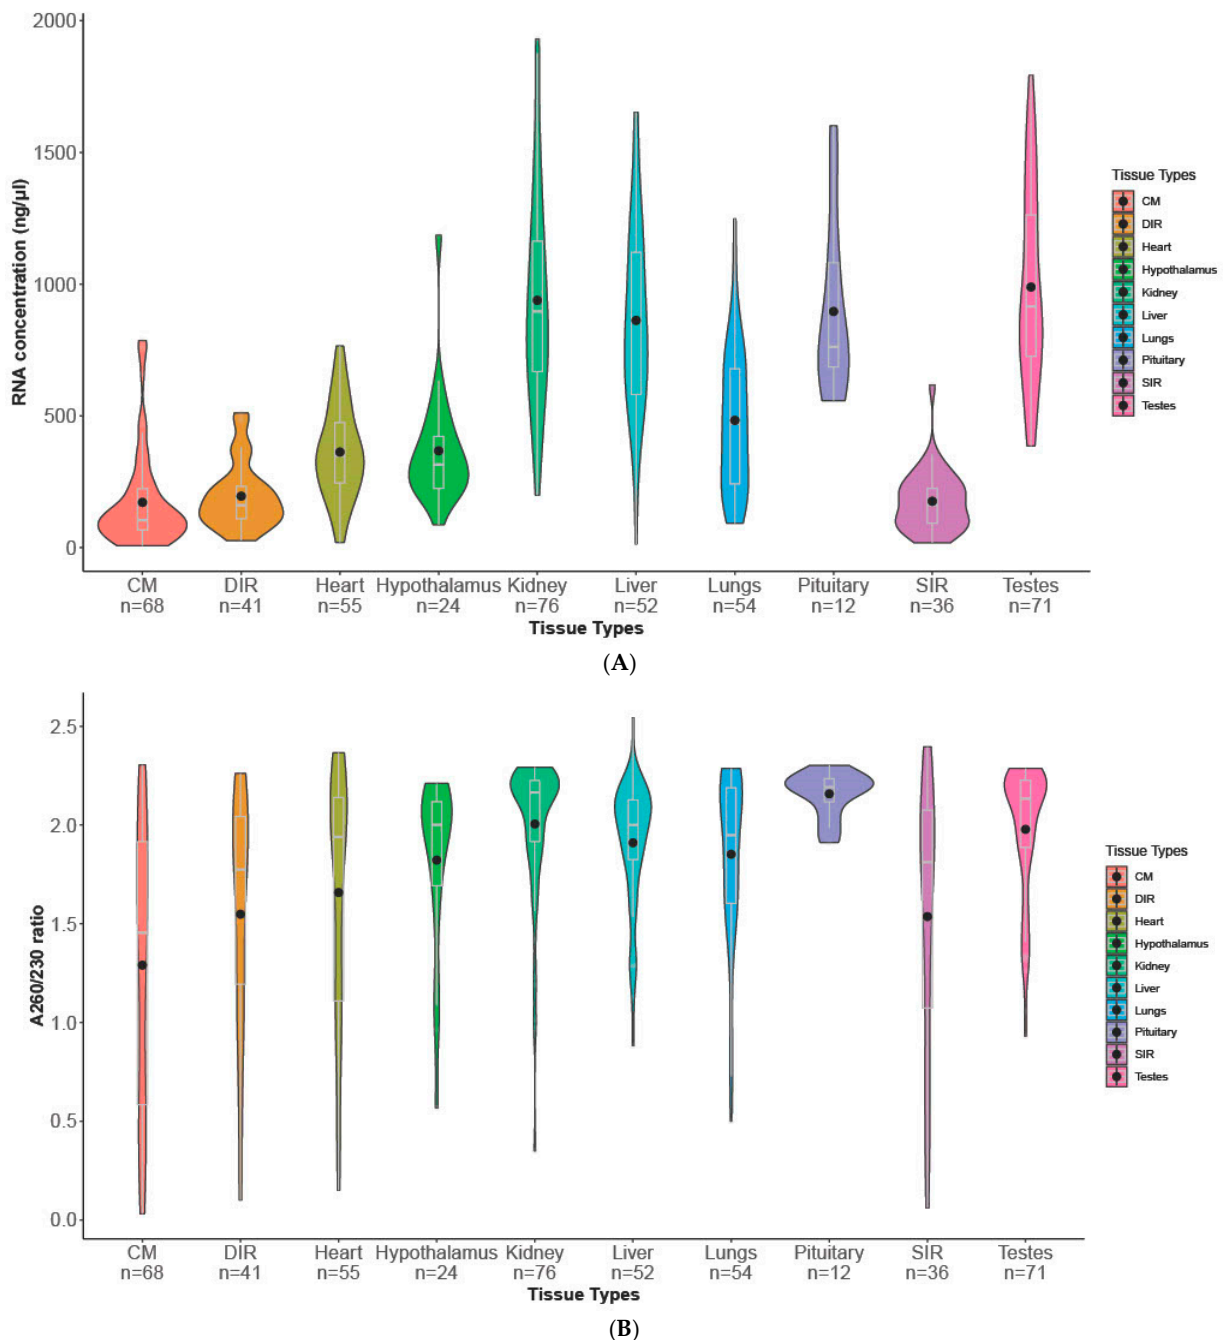 2000
1500
1000
500
0
RNA concentration (ng/µl)
CM DIR Heart Hypothalamus Kidney Liver Lungs Pituitary SIR Testes
n=68 n=41 n=55 n=24 n=76 n=52 n=54 n=12 n=36 n=71
Tissue Types
Tissue Types
CM
DIR
Heart
Hypothalamus
Kidney
Liver
Lungs
Pituitary
SIR
Testes
(A)
2.5
2.0
1.5
1.0
0.5
0.0
A260/230 ratio
CM DIR Heart Hypothalamus Kidney Liver Lungs Pituitary SIR Testes
n=68 n=41 n=55 n=24 n=76 n=52 n=54 n=12 n=36 n=71
Tissue Types
Tissue Types
CM
DIR
Heart
Hypothalamus
Kidney
Liver
Lungs
Pituitary
SIR
Testes
(B)